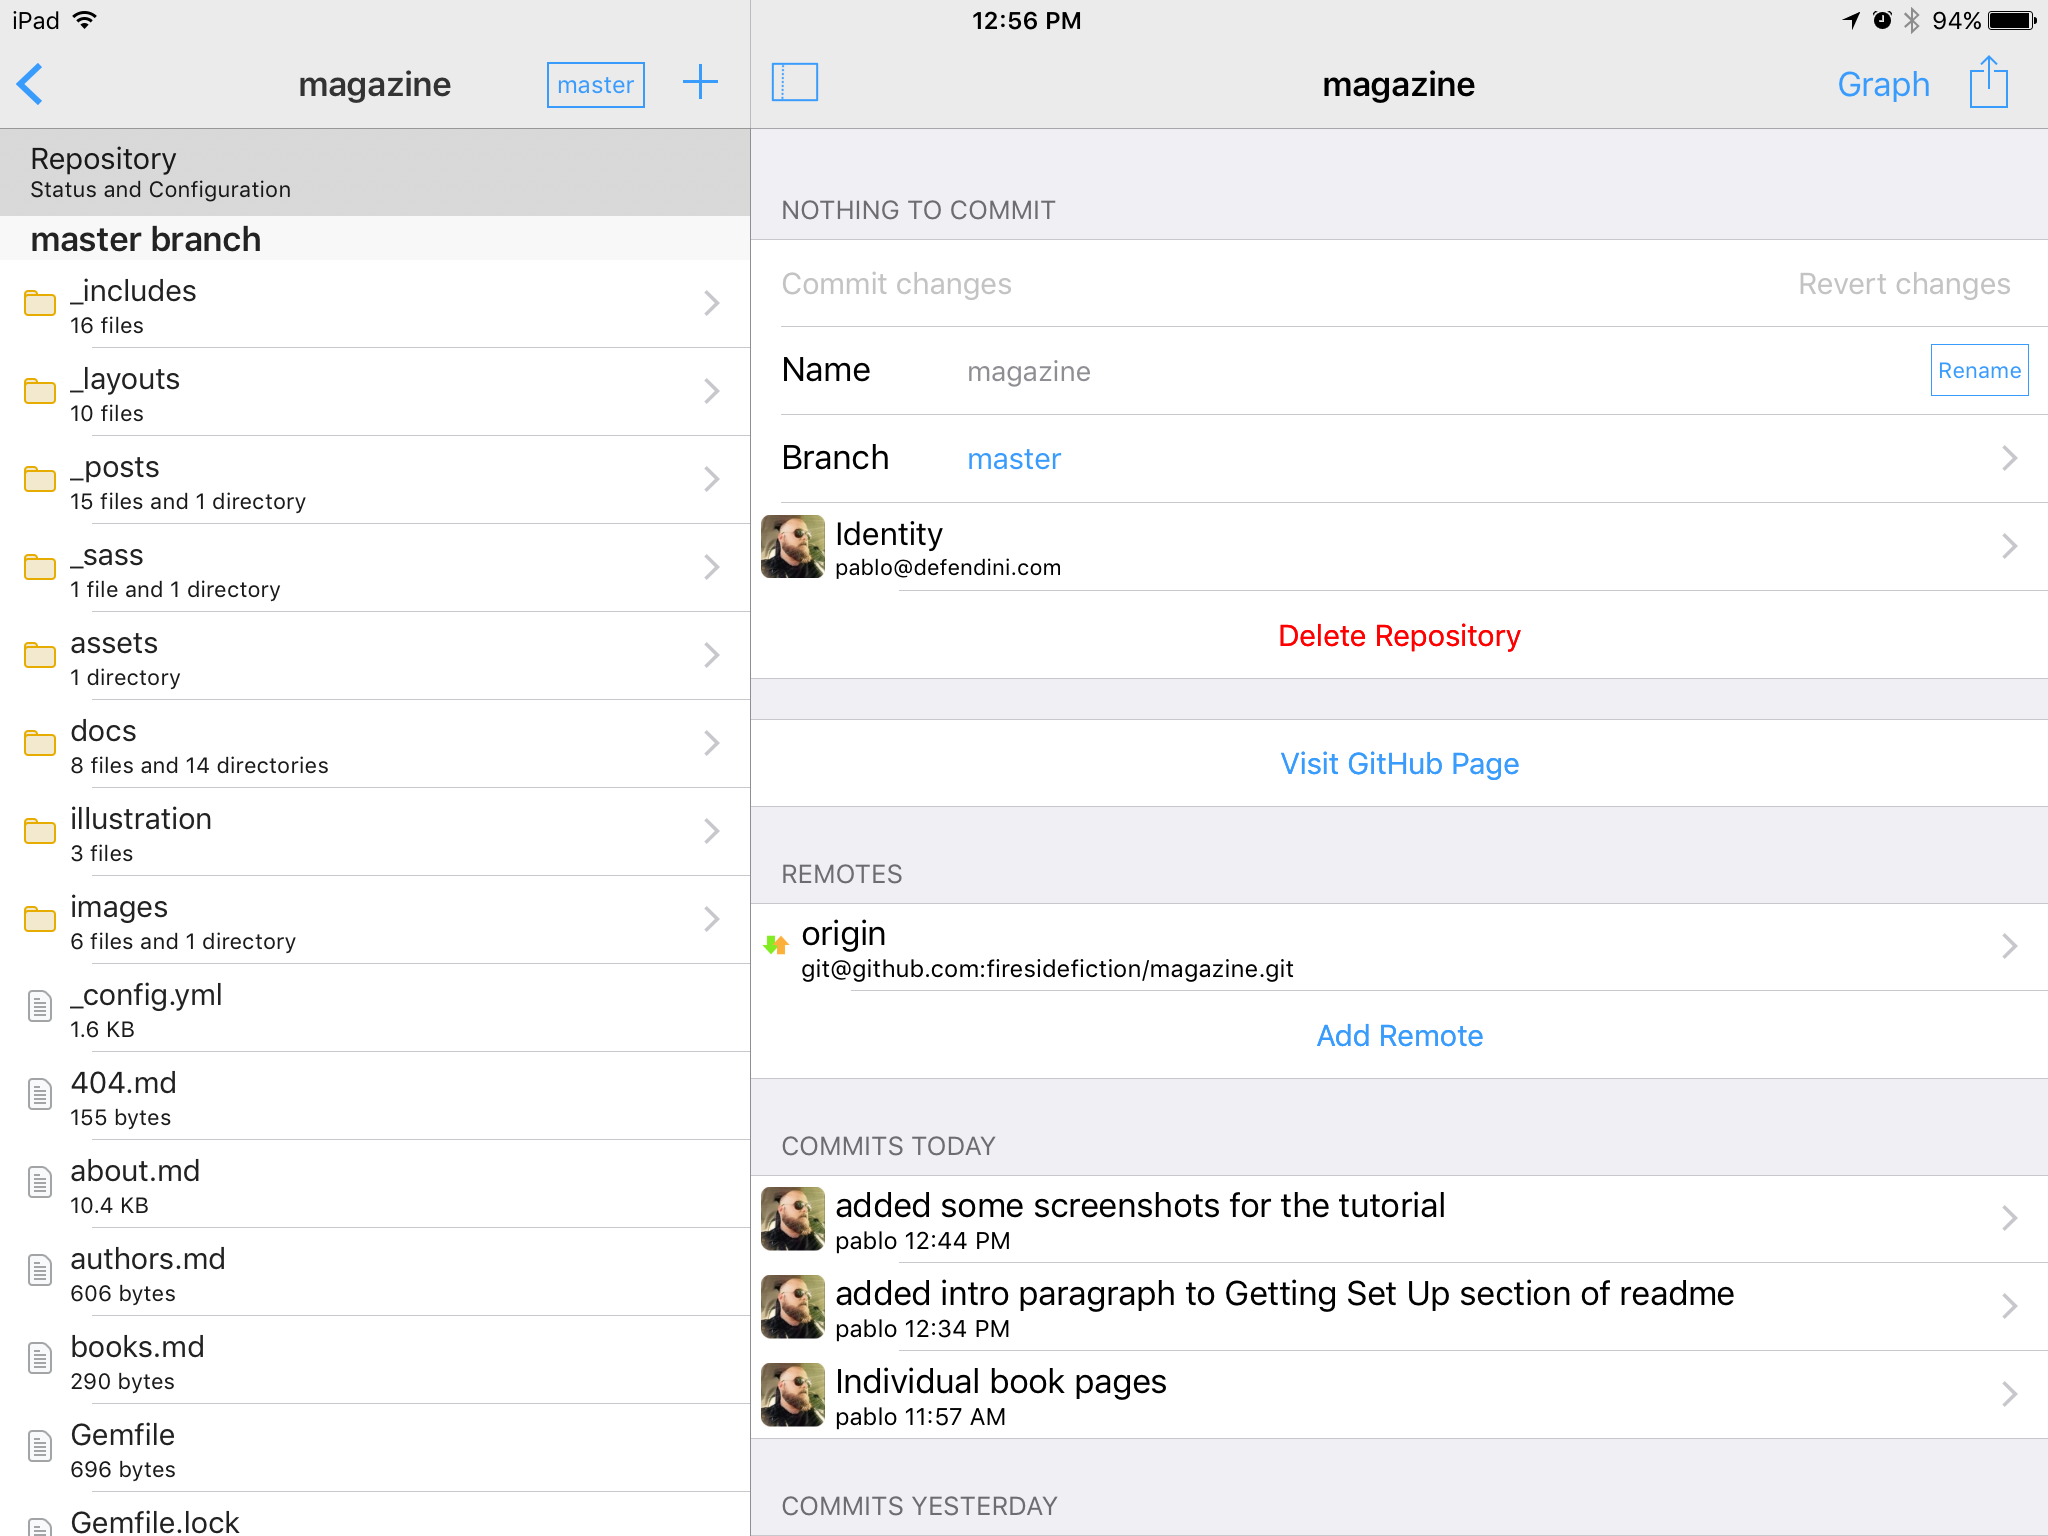 iPad
12:56 PM
94%
magazine
master
Repository
Status and Configuration
master branch
_includes
16 files
_layouts
10 files
_posts
15 files and 1 directory
_sass
1 file and 1 directory
assets
1 directory
docs
8 files and 14 directories
illustration
3 files
images
6 files and 1 directory
_config.yml
1.6 KB
404.md
155 bytes
about.md
10.4 KB
authors.md
606 bytes
books.md
290 bytes
Gemfile
696 bytes
Gemfile.lock
magazine
Graph
NOTHING TO COMMIT
Commit changes
Revert changes
Name
magazine
Rename
Branch
master
Identity
pablo@defendini.com
Delete Repository
Visit GitHub Page
REMOTES
origin
git@github.com:firesidefiction/magazine.git
Add Remote
COMMITS TODAY
added some screenshots for the tutorial
pablo 12:44 PM
added intro paragraph to Getting Set Up section of readme
pablo 12:34 PM
Individual book pages
pablo 11:57 AM
COMMITS YESTERDAY